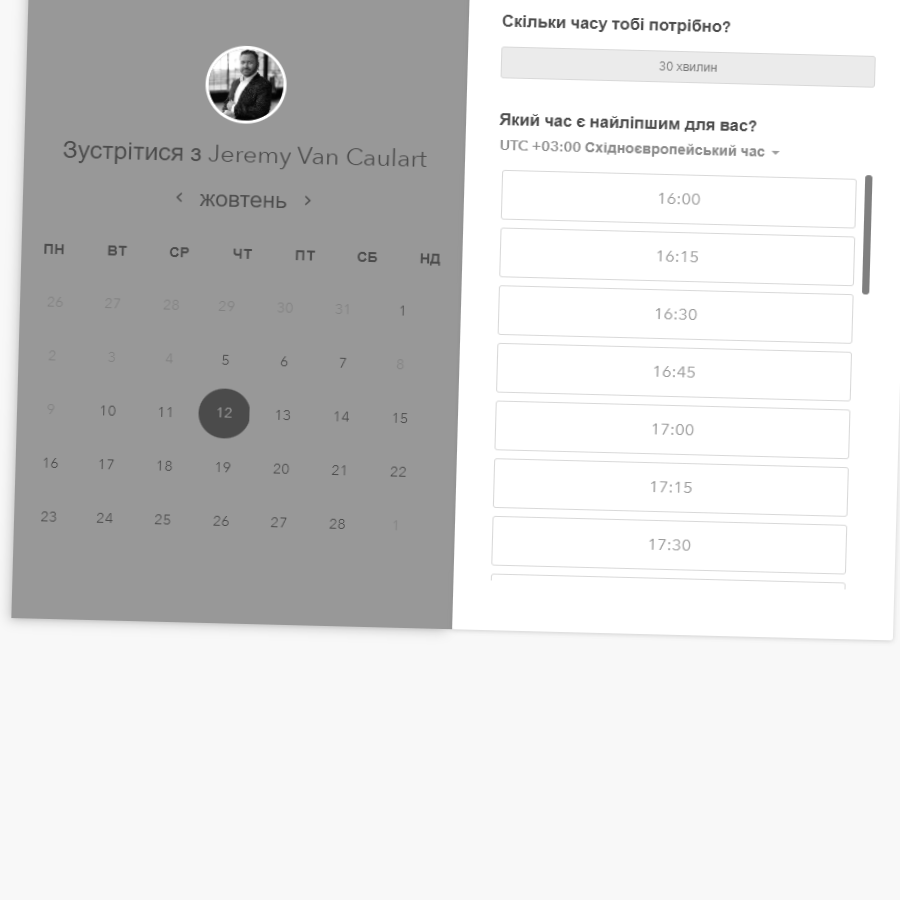 Зустрітися з Jeremy Van Caulart
жовтень
ПН ВТ СР ЧТ ПТ СБ НД
26 27 28 29 30 31 1
2 3 4 5 6 7 8
9 10 11 12 13 14 15
16 17 18 19 20 21 22
23 24 25 26 27 28 1
Скільки часу тобі потрібно?
30 хвилин
Який час є найліпшим для вас?
UTC +03:00 Східноєвропейський час
16:00
16:15
16:30
16:45
17:00
17:15
17:30